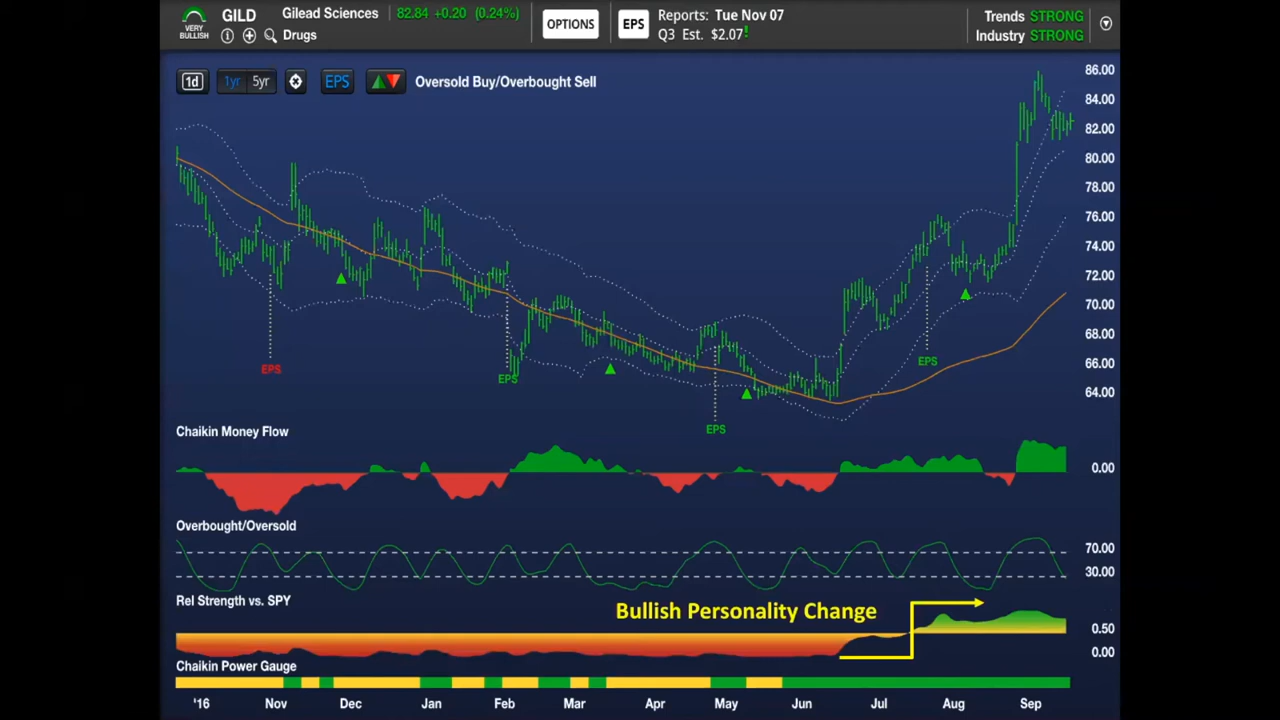 GILD
Gilead Sciences
82.84 +0.20 (0.24%)
VERY
BULLISH
Drugs
OPTIONS
EPS
Reports: Tue Nov 07
Q3 Est. $2.07!
Trends STRONG
Industry STRONG
1d
1yr 5yr
EPS
Oversold Buy/Overbought Sell
86.00
84.00
82.00
80.00
78.00
76.00
74.00
72.00
70.00
68.00
66.00
64.00
EPS
EPS
EPS
EPS
Chaikin Money Flow
0.00
Overbought/Oversold
70.00
30.00
Rel Strength vs. SPY
Bullish Personality Change
0.50
0.00
Chaikin Power Gauge
'16 Nov Dec Jan Feb Mar Apr May Jun Jul Aug Sep